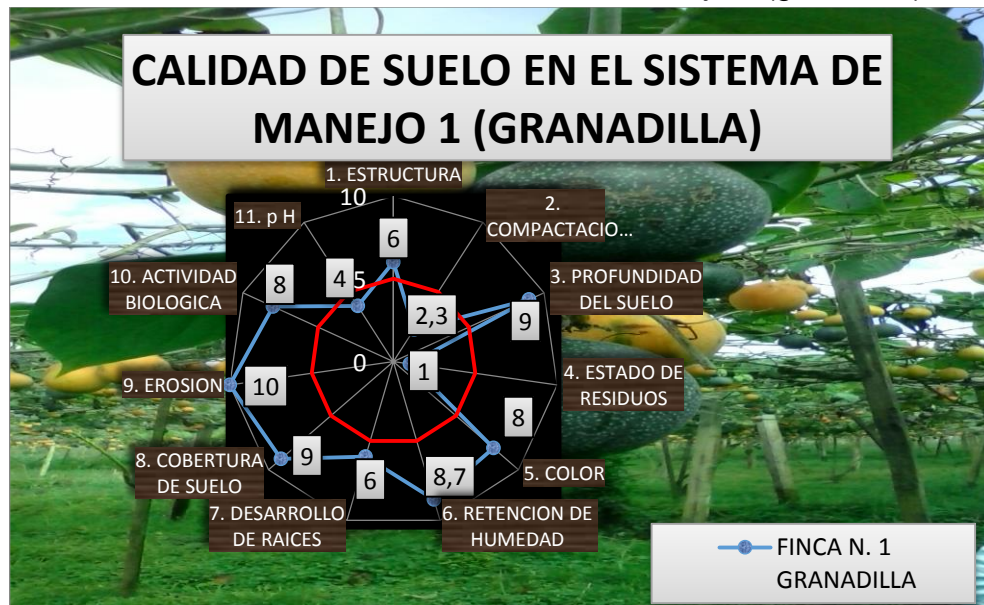 CALIDAD DE SUELO EN EL SISTEMA DE
MANEJO 1 (GRANADILLA)
1. ESTRUCTURA
10
11. p H
2.
COMPACTACIO...
6
10. ACTIVIDAD
BIOLOGICA
8
4
5
2,3
3. PROFUNDIDAD
DEL SUELO
9
0
1
4. ESTADO DE
RESIDUOS
9. EROSION
10
8
5. COLOR
8. COBERTURA
DE SUELO
9
6
8,7
7. DESARROLLO
DE RAICES
6. RETENCION DE
HUMEDAD
FINCA N. 1
GRANADILLA